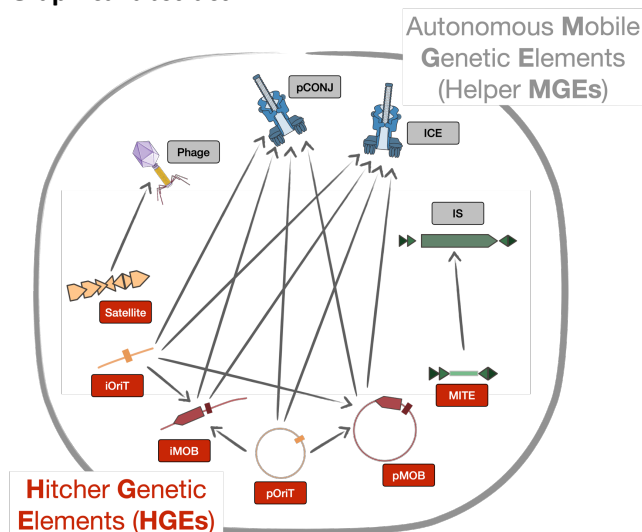 Autonomous Mobile
Genetic Elements
(Helper MGEs)
pCONJ
ICE
Phage
IS
Satellite
iOriT
MITE
iMOB
pMOB
pOriT
Hitcher Genetic
Elements (HGEs)